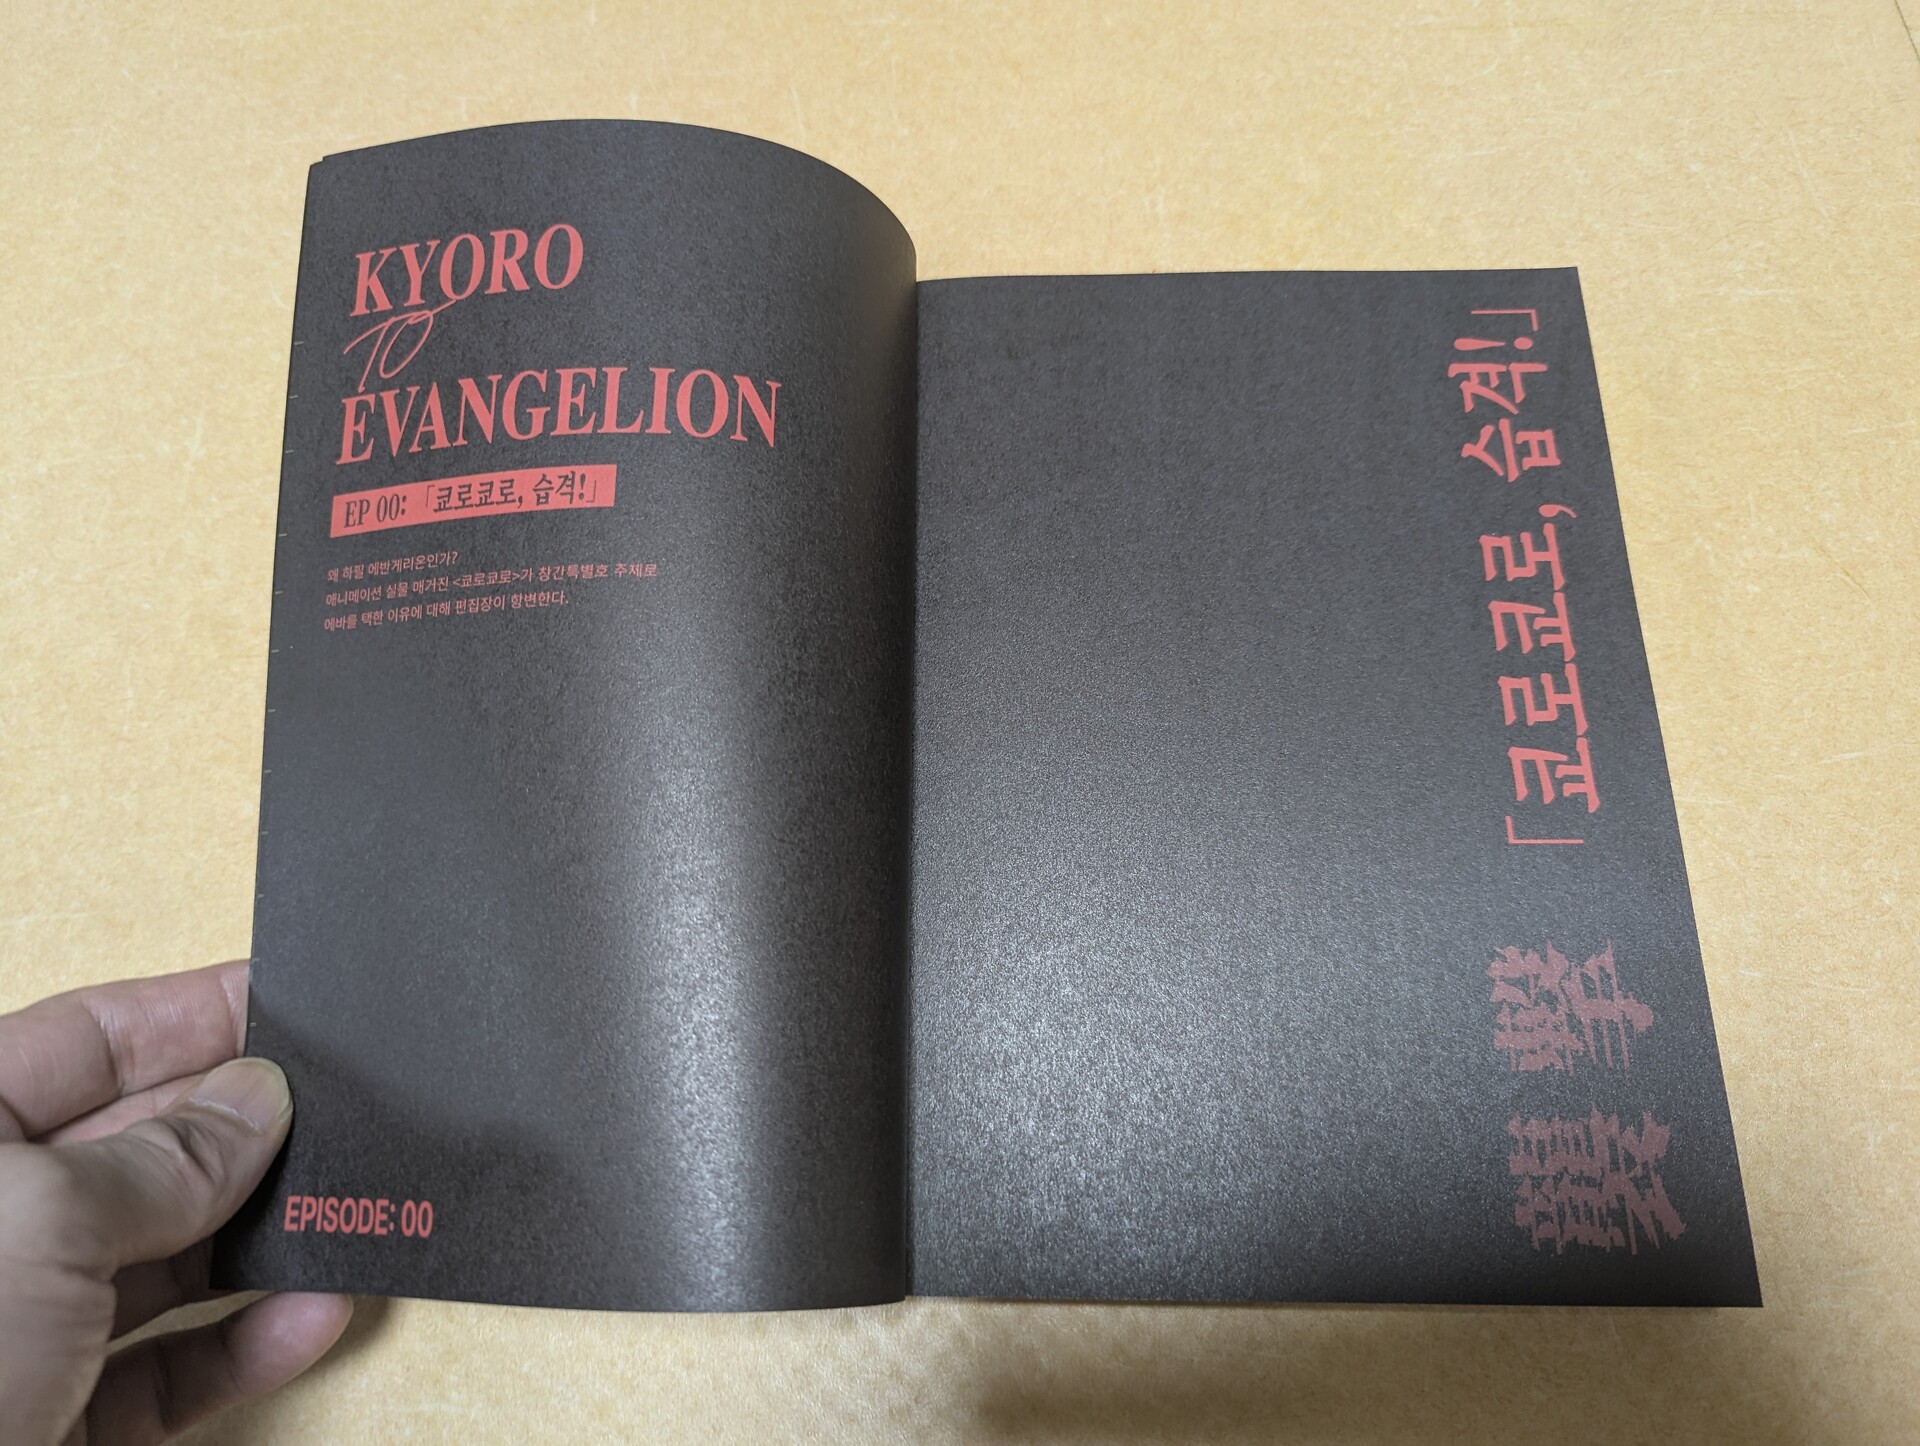 KYORO
TO
EVANGELION
EP 00: 「쿄로쿄로, 습격!」
왜 하필 에반게리온인가?
애니메이션 실물 매거진 <쿄로쿄로>가 창간특별호 주제로
에바를 택한 이유에 대해 편집장이 항변한다.
EPISODE: 00
襲撃 「쿄로쿄로, 습격!」